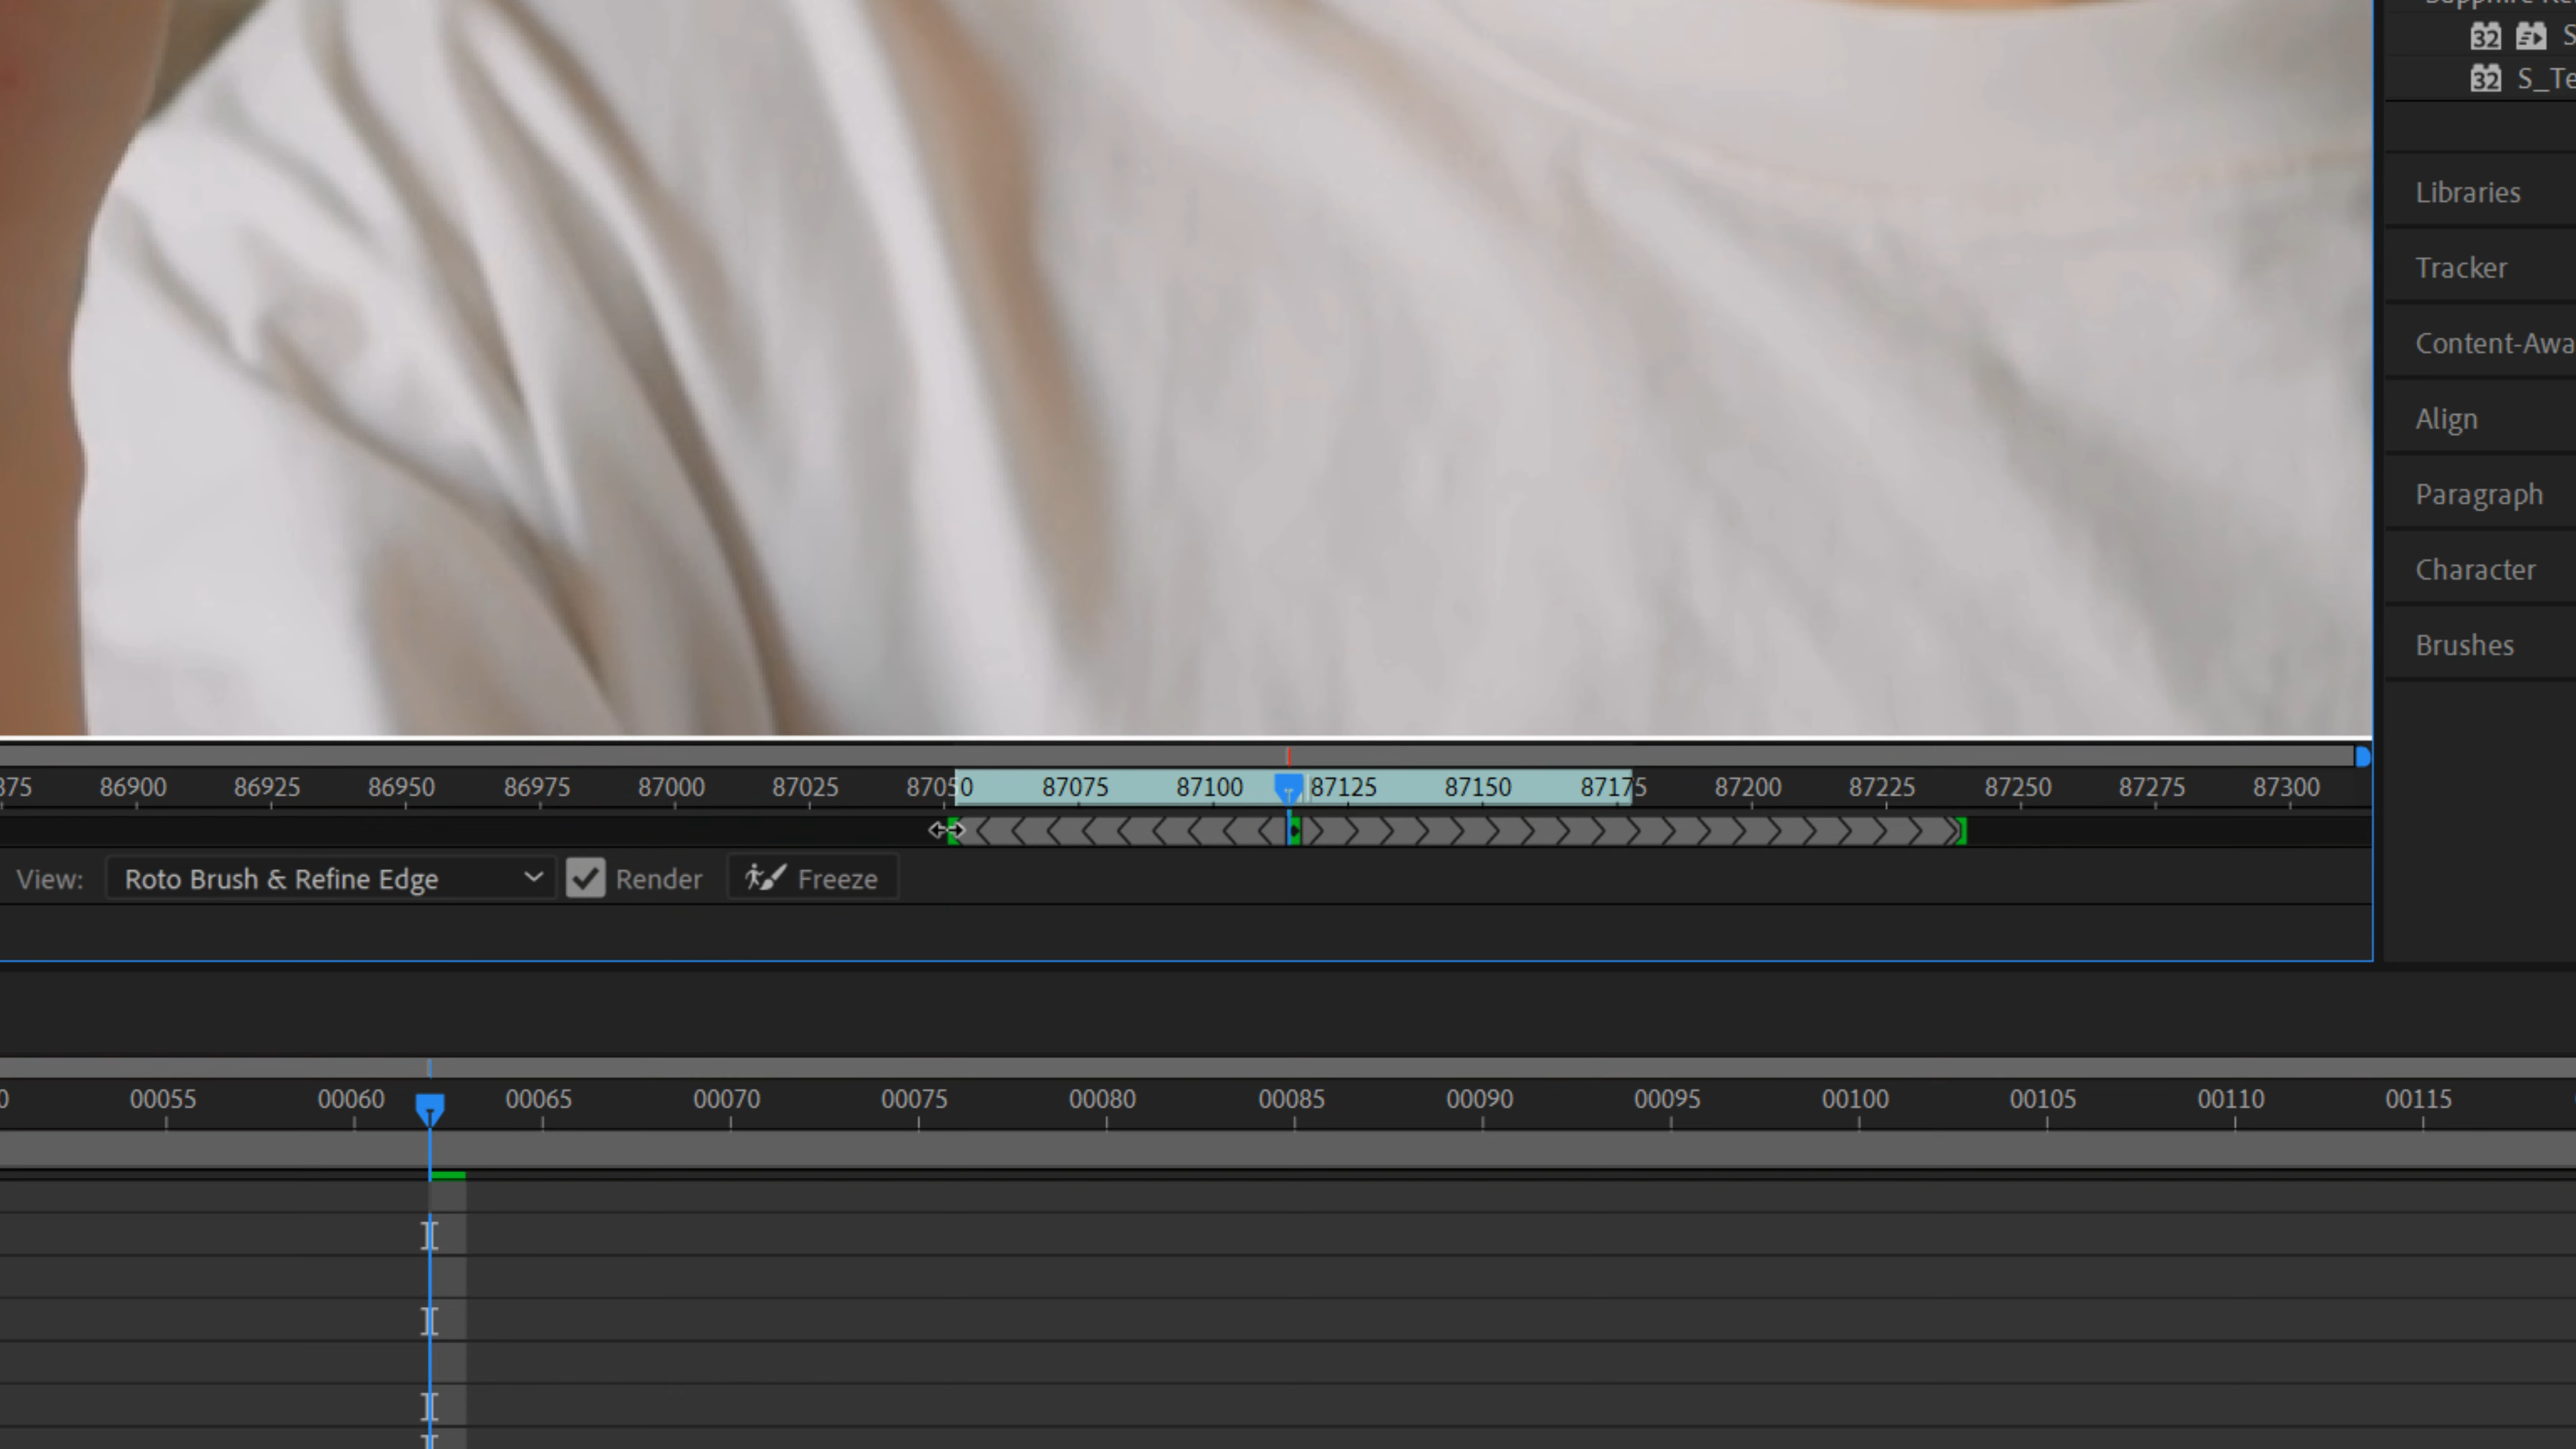 S
S_Te
Libraries
Tracker
Content-Awa
Align
Paragraph
Character
Brushes
375 86900 86925 86950 86975 87000 87025 87050 87075 87100 87125 87150 87175 87200 87225 87250 87275 87300
View: Roto Brush & Refine Edge Render Freeze
0 00055 00060 00065 00070 00075 00080 00085 00090 00095 00100 00105 00110 00115